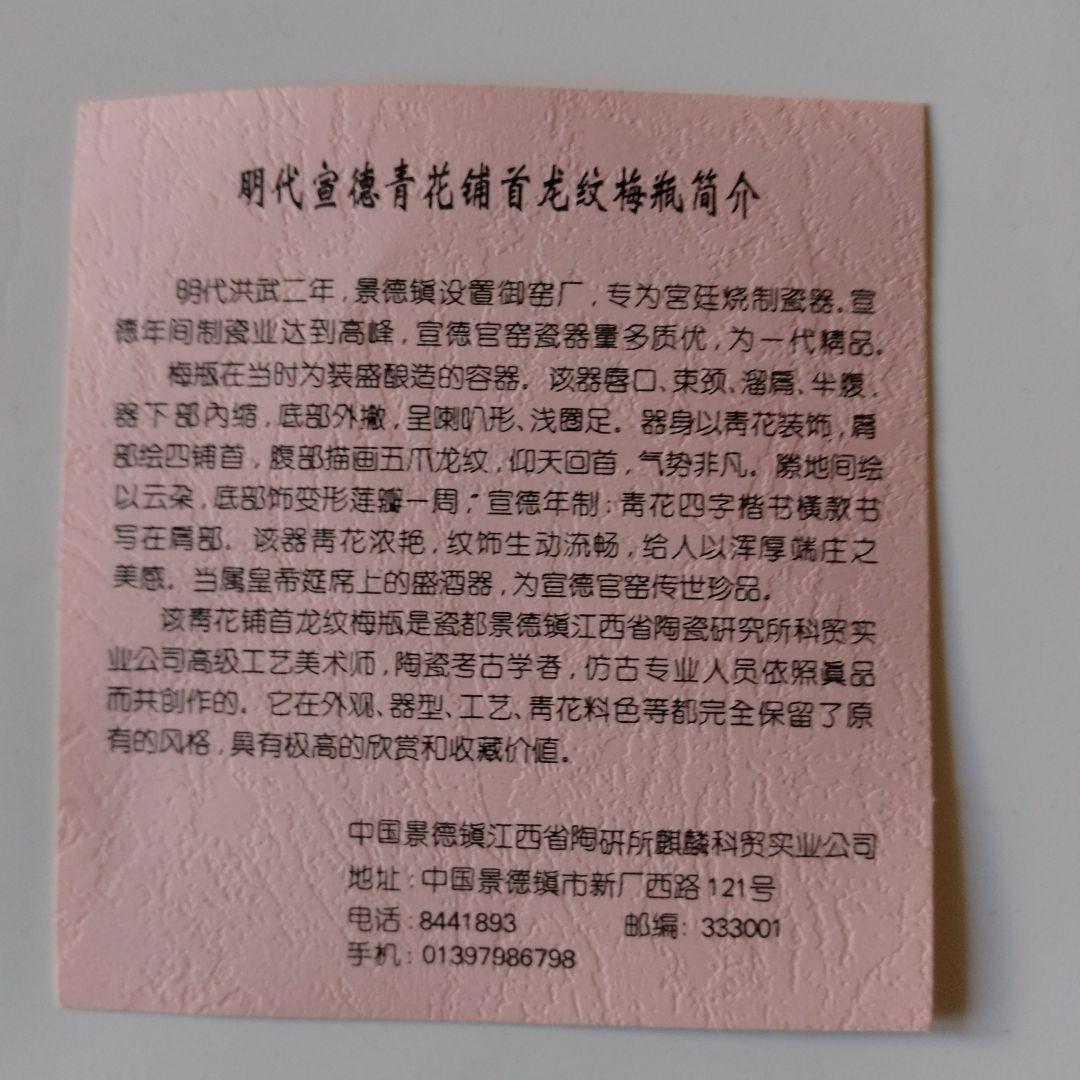 明代宣德青花铺首龙纹梅瓶简介
明代洪武二年，景德镇设置御窑厂，专为宫廷烧制瓷器。宣
德年间制瓷业达到高峰，宣德官窑瓷器量多质优，为一代精品。
梅瓶在当时为装盛酿造的容器。该器唇口、束颈、溜肩、半腹，
器下部内缩，底部外撇，呈喇叭形、浅圈足。器身以青花装饰，肩
部绘四铺首，腹部描画五爪龙纹，仰天回首，气势非凡。隙地间绘
以云朵，底部饰变形莲瓣一周，“宣德年制：青花四字楷书横款书
写在肩部。该器青花浓艳，纹饰生动流畅，给人以浑厚端庄之
美感。当属皇帝筵席上的盛酒器，为宣德官窑传世珍品。
该青花铺首龙纹梅瓶是瓷都景德镇江西省陶瓷研究所科贸实
业公司高级工艺美术师，陶瓷考古学者，仿古专业人员依照真品
而共创作的。它在外观、器型、工艺、青花料色等都完全保留了原
有的风格，具有极高的欣赏和收藏价值。
中国景德镇江西省陶研所麒麟科贸实业公司
地址：中国景德镇市新厂西路121号
电话：8441893 邮编：333001
手机：01397986798